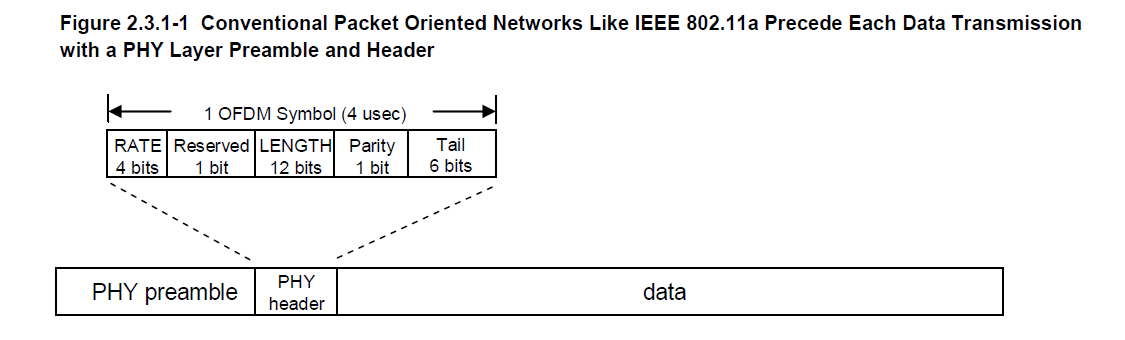 Figure 2.3.1-1 Conventional Packet Oriented Networks Like IEEE 802.11a Precede Each Data Transmission
with a PHY Layer Preamble and Header
1 OFDM Symbol (4 usec)
RATE Reserved LENGTH Parity Tail
4 bits 1 bit 12 bits 1 bit 6 bits
PHY preamble PHY header data